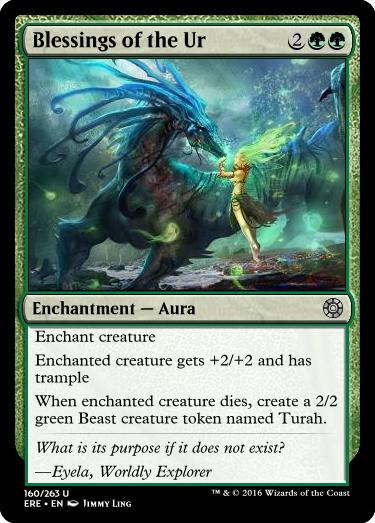 Blessings of the Ur 2
Enchantment — Aura
Enchant creature
Enchanted creature gets +2/+2 and has
trample
When enchanted creature dies, create a 2/2
green Beast creature token named Turah.
What is its purpose if it does not exist?
—Eyela, Worldly Explorer
160/263 U
ERE • EN Jimmy Ling
™ & © 2016 Wizards of the Coast